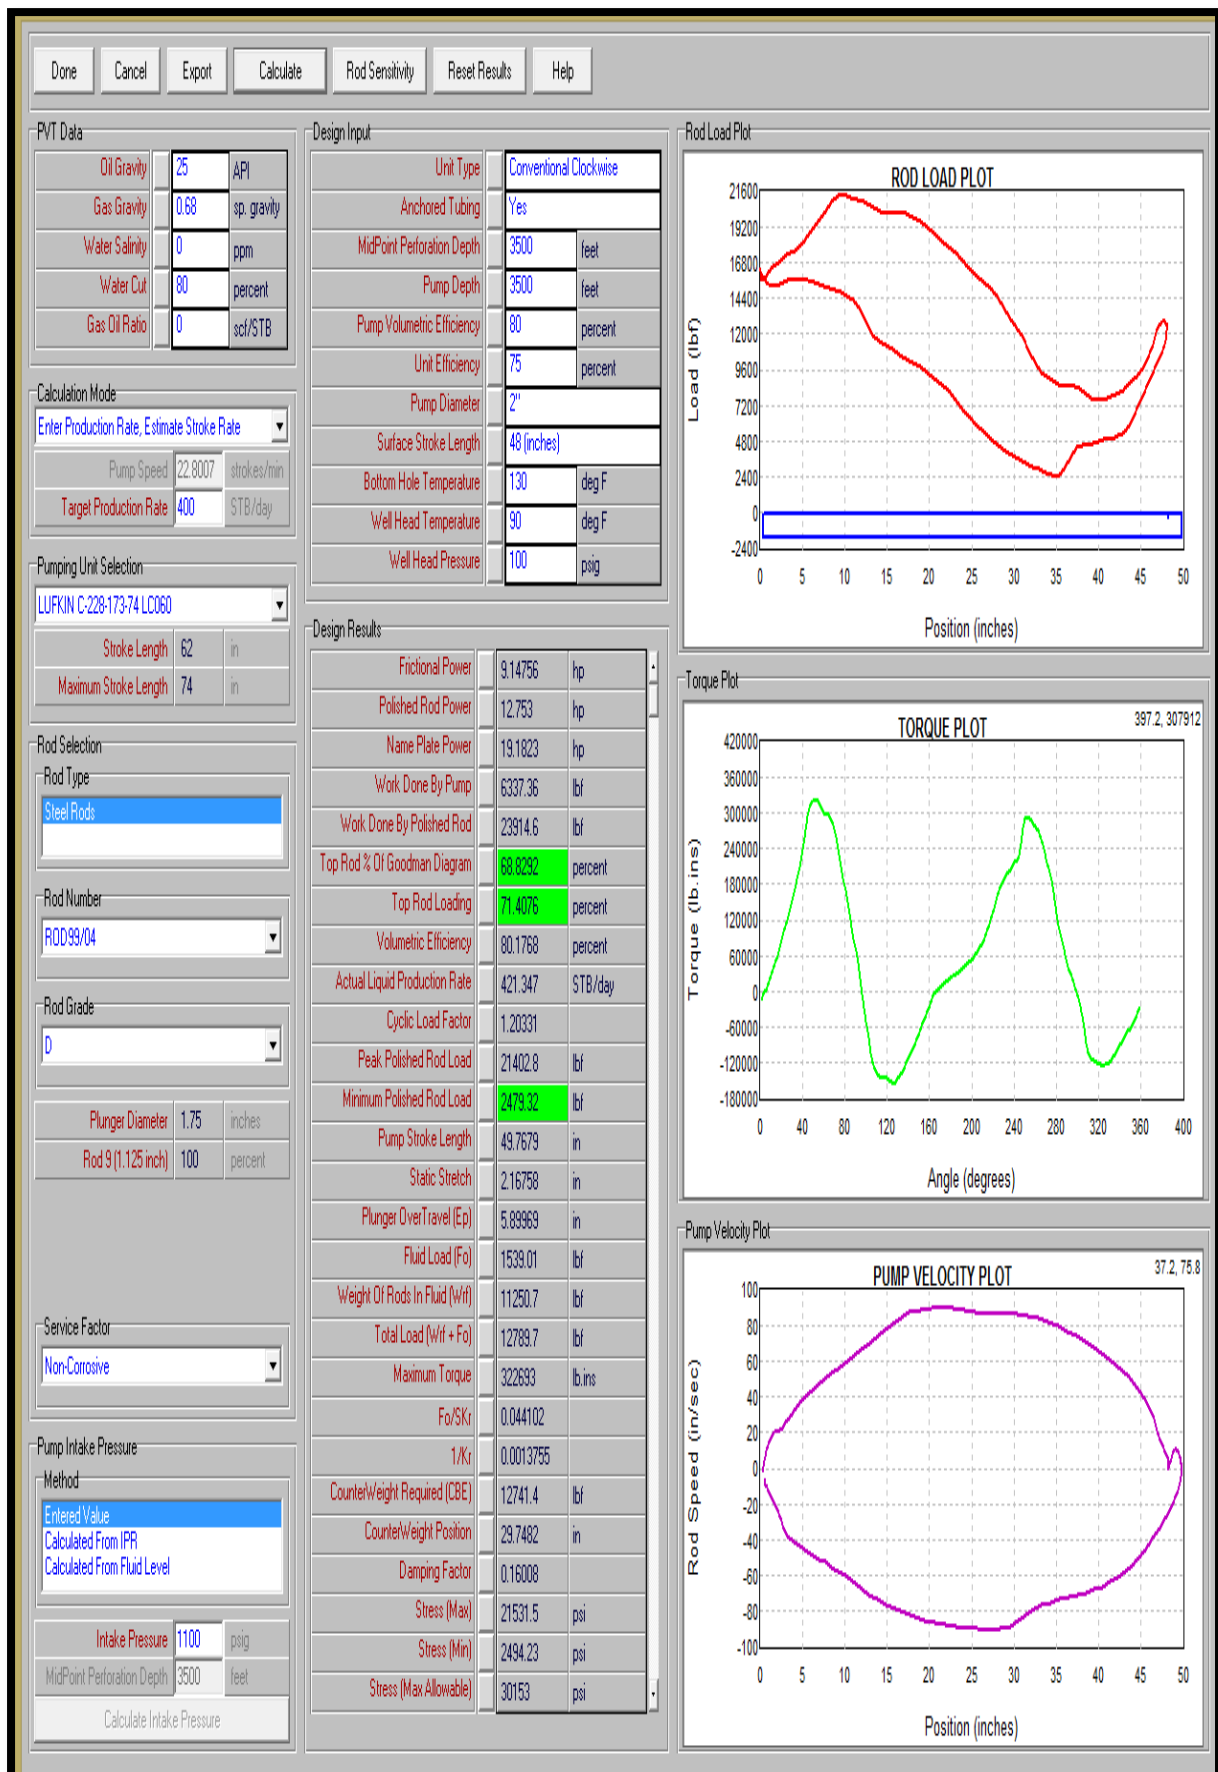 Done Cancel Export Calculate Rod Sensitivity Reset Results Help
PVT Data
Oil Gravity 25 API
Gas Gravity 0.68 sp. gravity
Water Salinity 0 ppm
Water Cut 80 percent
Gas Oil Ratio 0 scf/STB
Calculation Mode
Enter Production Rate, Estimate Stroke Rate
Pump Speed 22.8007 strokes/min
Target Production Rate 400 STB/day
Pumping Unit Selection
LUFKIN C-228-173-74 LC060
Stroke Length 62 in
Maximum Stroke Length 74 in
Rod Selection
Rod Type
Steel Rods
Rod Number
ROD99/04
Rod Grade
D
Plunger Diameter 1.75 inches
Rod 9 (1.125 inch) 100 percent
Service Factor
Non-Corrosive
Pump Intake Pressure
Method
Entered Value
Calculated From IPR
Calculated From Fluid Level
Intake Pressure 1100 psig
MidPoint Perforation Depth 3500 feet
Calculate Intake Pressure
Design Input
Unit Type Conventional Clockwise
Anchored Tubing Yes
MidPoint Perforation Depth 3500 feet
Pump Depth 3500 feet
Pump Volumetric Efficiency 80 percent
Unit Efficiency 75 percent
Pump Diameter 2"
Surface Stroke Length 48 (inches)
Bottom Hole Temperature 130 deg F
Well Head Temperature 90 deg F
Well Head Pressure 100 psig
Design Results
Frictional Power 9.14756 hp
Polished Rod Power 12.753 hp
Name Plate Power 19.1823 hp
Work Done By Pump 6337.36 lbf
Work Done By Polished Rod 23914.6 lbf
Top Rod % Of Goodman Diagram 68.8292 percent
Top Rod Loading 71.4076 percent
Volumetric Efficiency 80.1768 percent
Actual Liquid Production Rate 421.347 STB/day
Cyclic Load Factor 1.20331
Peak Polished Rod Load 21402.8 lbf
Minimum Polished Rod Load 2479.32 lbf
Pump Stroke Length 49.7679 in
Static Stretch 2.16758 in
Plunger OverTravel (Ep) 5.89969 in
Fluid Load (Fo) 1539.01 lbf
Weight Of Rods In Fluid (Wrf) 11250.7 lbf
Total Load (Wrf + Fo) 12789.7 lbf
Maximum Torque 322693 lb.ins
Fo/SKr 0.044102
1/Kr 0.0013755
CounterWeight Required (CBE) 12741.4 lbf
CounterWeight Position 29.7482 in
Damping Factor 0.16008
Stress (Max) 21531.5 psi
Stress (Min) 2494.23 psi
Stress (Max Allowable) 30153 psi
Rod Load Plot
ROD LOAD PLOT
Load (lbf)
21600
19200
16800
14400
12000
9600
7200
4800
2400
0
-2400
0 5 10 15 20 25 30 35 40 45 50
Position (inches)
Torque Plot
TORQUE PLOT 397.2, 307912
Torque (lb.ins)
420000
360000
300000
240000
180000
120000
60000
0
-60000
-120000
-180000
0 40 80 120 160 200 240 280 320 360 400
Angle (degrees)
Pump Velocity Plot
PUMP VELOCITY PLOT 37.2, 75.8
Rod Speed (in/sec)
100
80
60
40
20
0
-20
-40
-60
-80
-100
0 5 10 15 20 25 30 35 40 45 50
Position (inches)